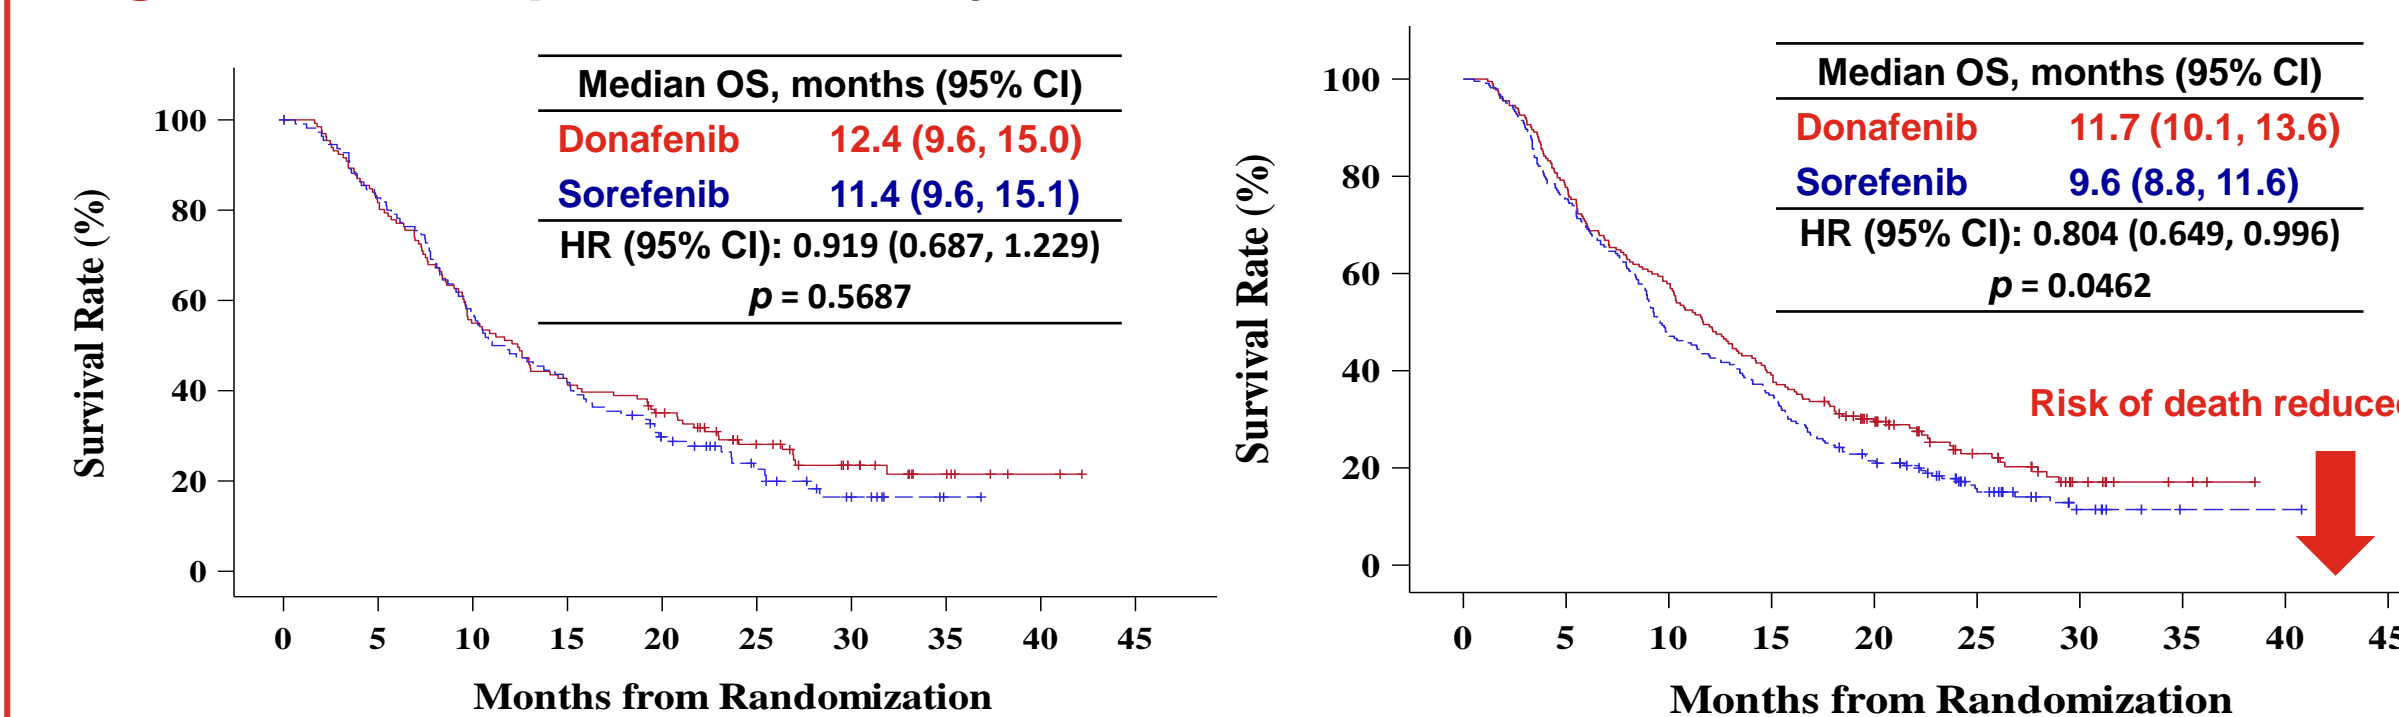 Median OS, months (95% CI)
Donafenib 12.4 (9.6, 15.0)
Sorefenib 11.4 (9.6, 15.1)
HR (95% CI): 0.919 (0.687, 1.229)
p = 0.5687
Survival Rate (%)
100
80
60
40
20
0
0 5 10 15 20 25 30 35 40 45
Months from Randomization
Median OS, months (95% CI)
Donafenib 11.7 (10.1, 13.6)
Sorefenib 9.6 (8.8, 11.6)
HR (95% CI): 0.804 (0.649, 0.996)
p = 0.0462
Risk of death reduced
Survival Rate (%)
100
80
60
40
20
0
0 5 10 15 20 25 30 35 40 45
Months from Randomization